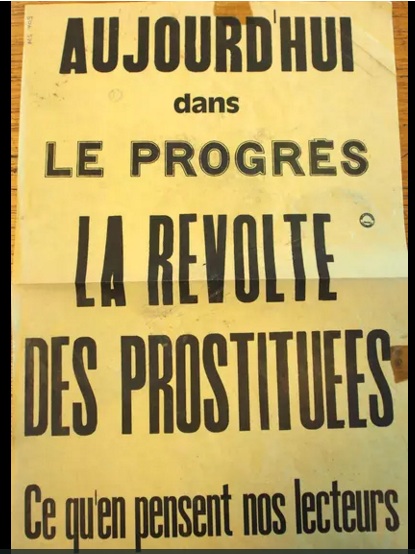 AUJOURD'HUI
dans
LE PROGRES
LA REVOLTE
DES PROSTITUEES
Ce qu'en pensent nos lecteurs